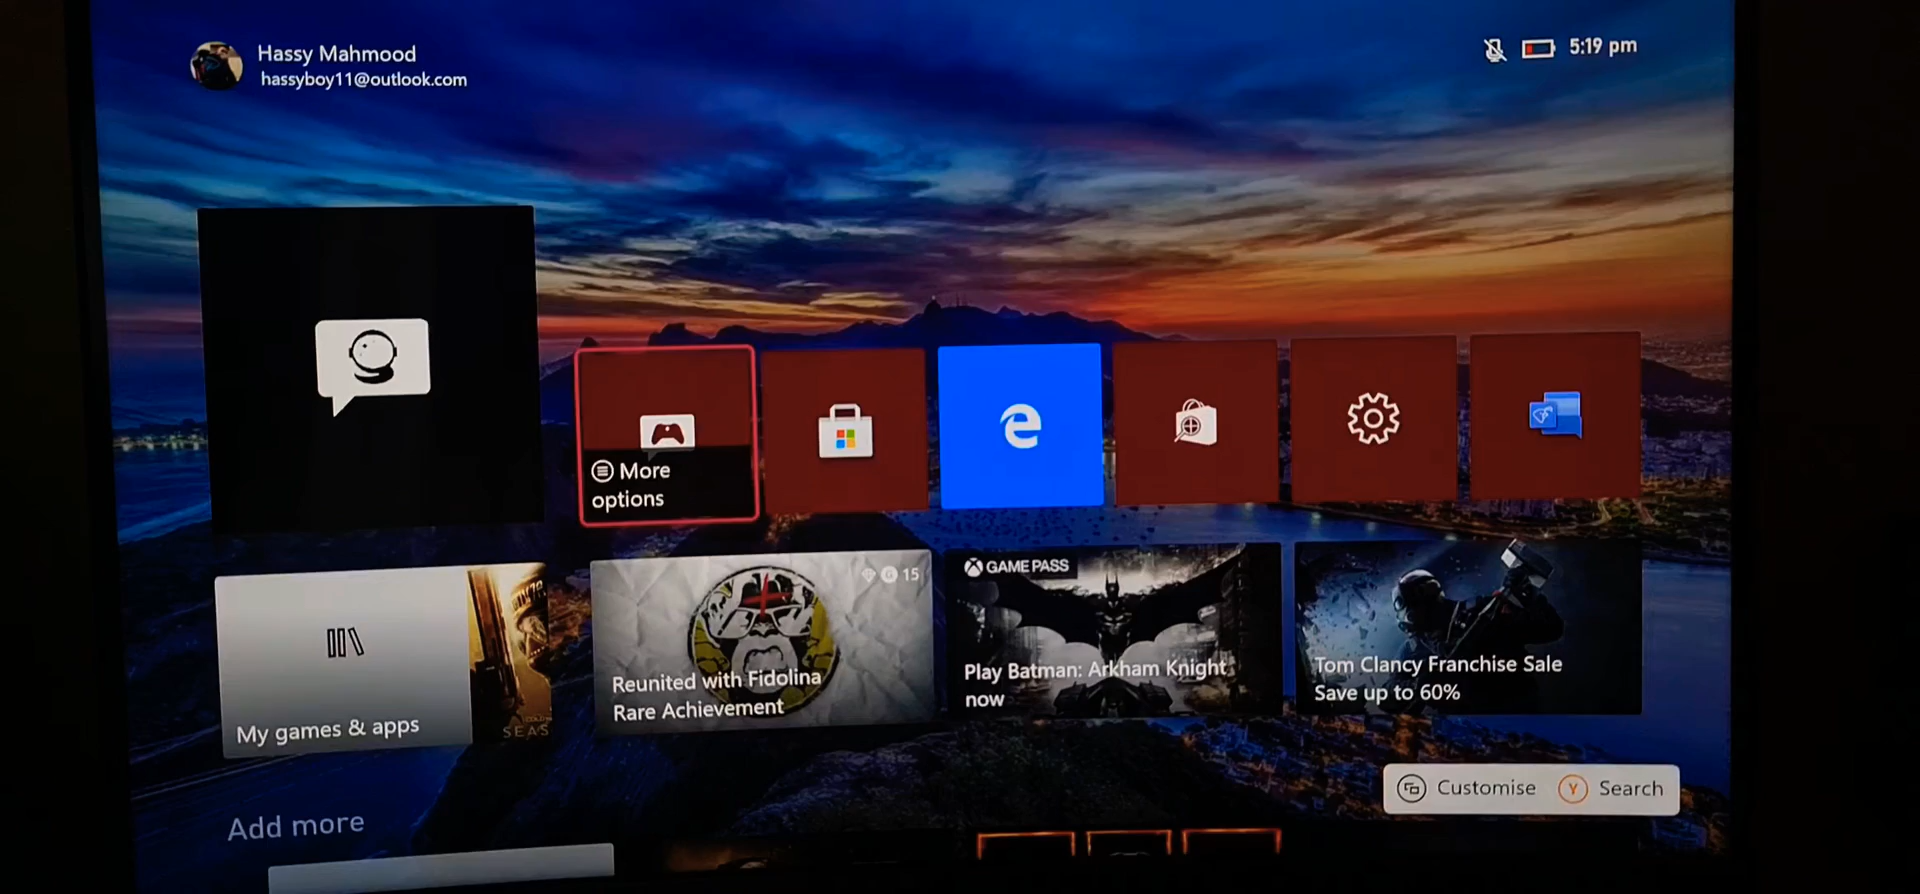 Hassy Mahmood
hassyboy11@outlook.com
5:19 pm
More
options
My games & apps
SEAS
15
Reunited with Fidolina
Rare Achievement
GAME PASS
Play Batman: Arkham Knight
now
Tom Clancy Franchise Sale
Save up to 60%
Customise
Y
Search
Add more